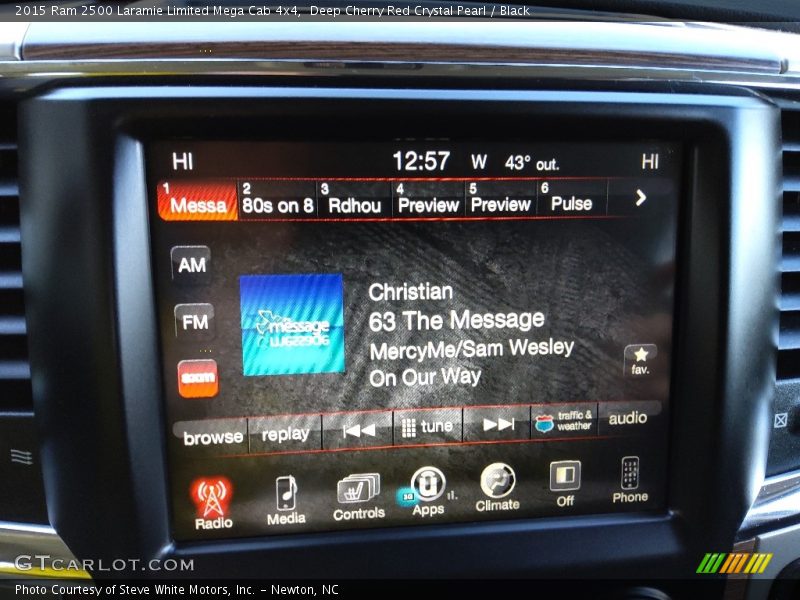 2015 Ram 2500 Laramie Limited Mega Cab 4x4, Deep Cherry Red Crystal Pearl / Black
HI 12:57 W 43° out. HI
1 Messa 2 80s on 8 3 Rdhou 4 Preview 5 Preview 6 Pulse
AM
FM
sxm
message
Christian
63 The Message
MercyMe/Sam Wesley
On Our Way
fav.
browse replay tune traffic & weather audio
Radio Media Controls 3G Apps Climate Off Phone
GTCARLOT.COM
Photo Courtesy of Steve White Motors, Inc. – Newton, NC